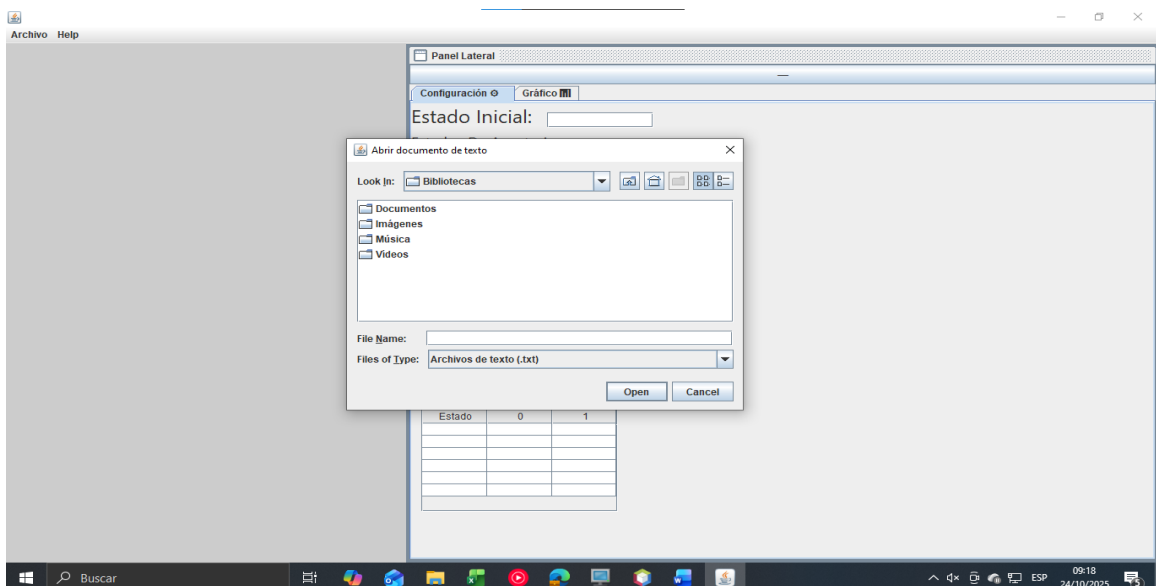 Archivo Help
Panel Lateral
Configuración Gráfico
Estado Inicial:
Abrir documento de texto
Look In: Bibliotecas
Documentos
Imágenes
Música
Vídeos
File Name:
Files of Type: Archivos de texto (.txt)
Open Cancel
Estado 0 1
Buscar
ESP
09:18
24/10/2025
5